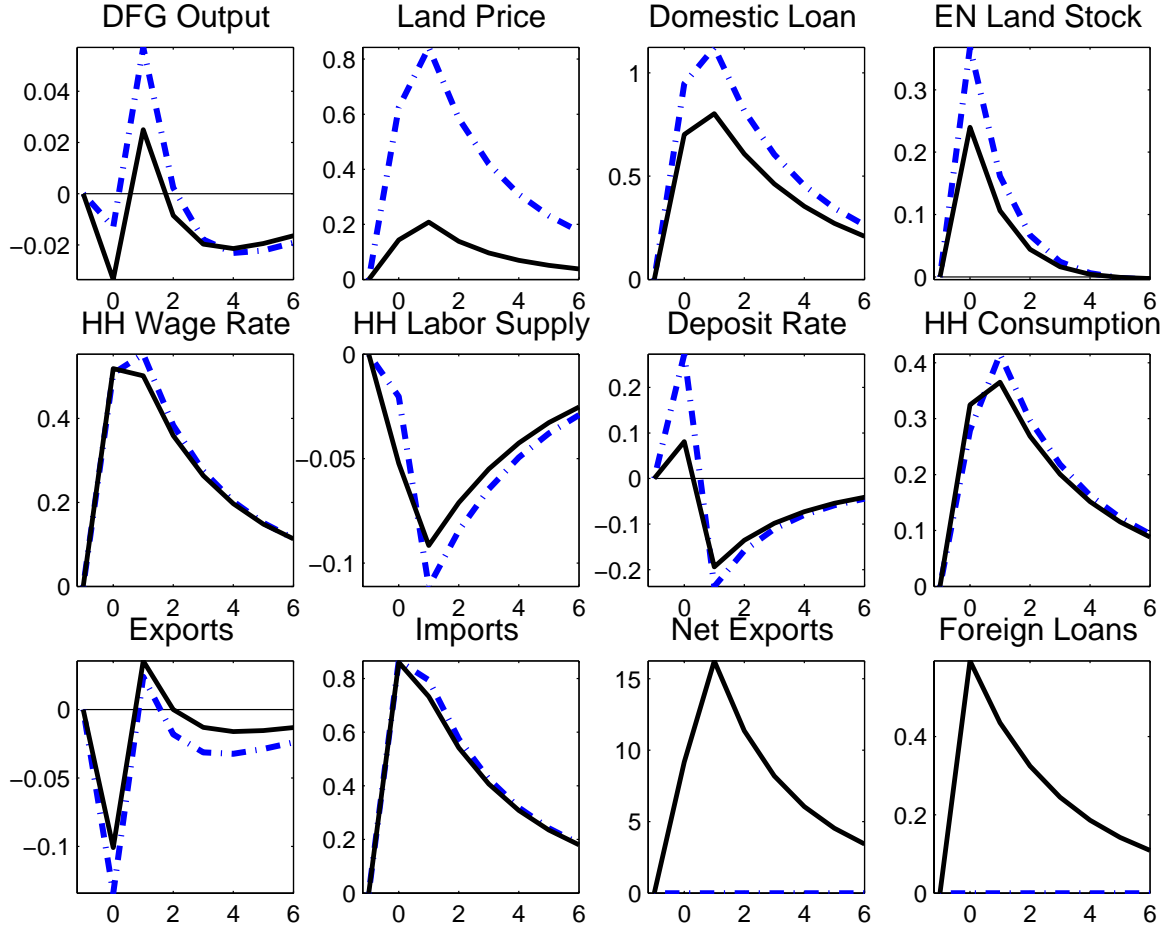 DFG Output
Land Price
Domestic Loan
EN Land Stock
0.04
0.02
0
−0.02
0 2 4 6
0.8
0.6
0.4
0.2
0
0 2 4 6
1
0.5
0
0 2 4 6
0.3
0.2
0.1
0
0 2 4 6
HH Wage Rate
HH Labor Supply
Deposit Rate
HH Consumption
0.4
0.2
0
0 2 4 6
0
−0.05
−0.1
0 2 4 6
0.2
0.1
0
−0.1
−0.2
0 2 4 6
0.4
0.3
0.2
0.1
0
0 2 4 6
Exports
Imports
Net Exports
Foreign Loans
0
−0.05
−0.1
0 2 4 6
0.8
0.6
0.4
0.2
0
0 2 4 6
15
10
5
0
0 2 4 6
0.4
0.2
0
0 2 4 6